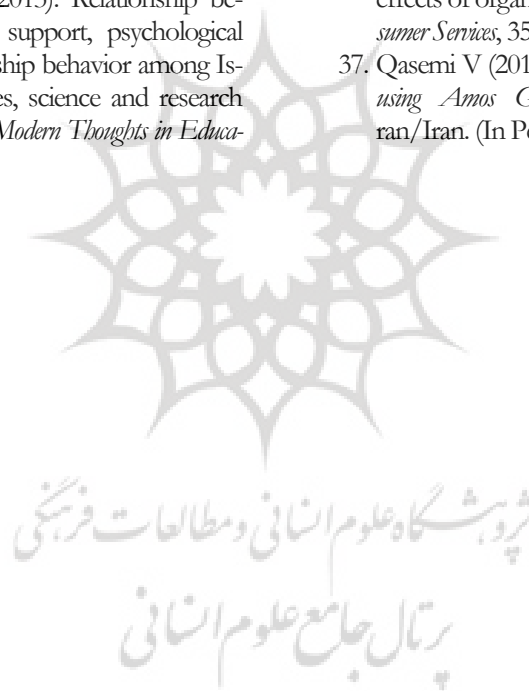 2015). Relationship be-
support, psychological
ship behavior among Is-
es, science and research
Modern Thoughts in Educa-
effects of organ
sumer Services, 35
37. Qasemi V (201
using Amos G
ran/Iran. (In Pe
پژوهشگاه علوم انسانی و مطالعات فرهنگی
پرتال جامع علوم انسانی